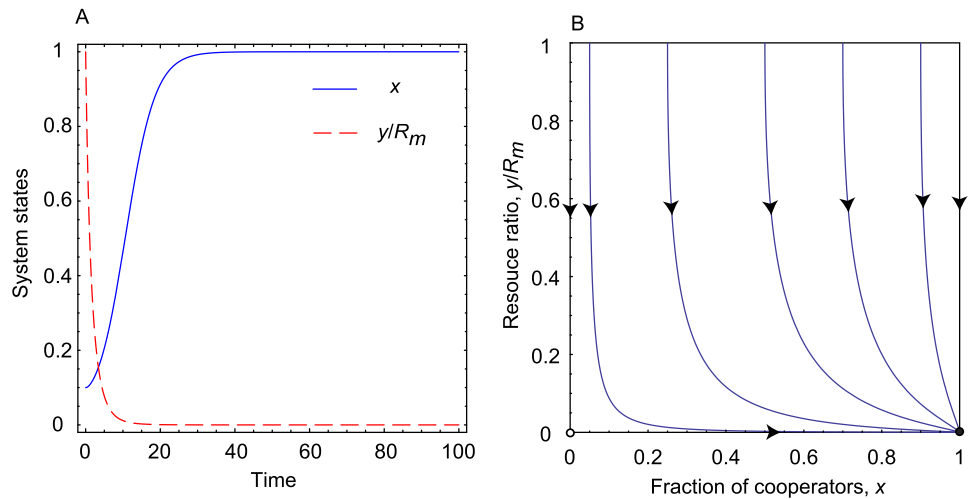 A
System states
1
0.8
0.6
0.4
0.2
0
0 20 40 60 80 100
Time
x
y/Rm
B
Resouce ratio, y/Rm
1
0.8
0.6
0.4
0.2
0
0 0.2 0.4 0.6 0.8 1
Fraction of cooperators, x